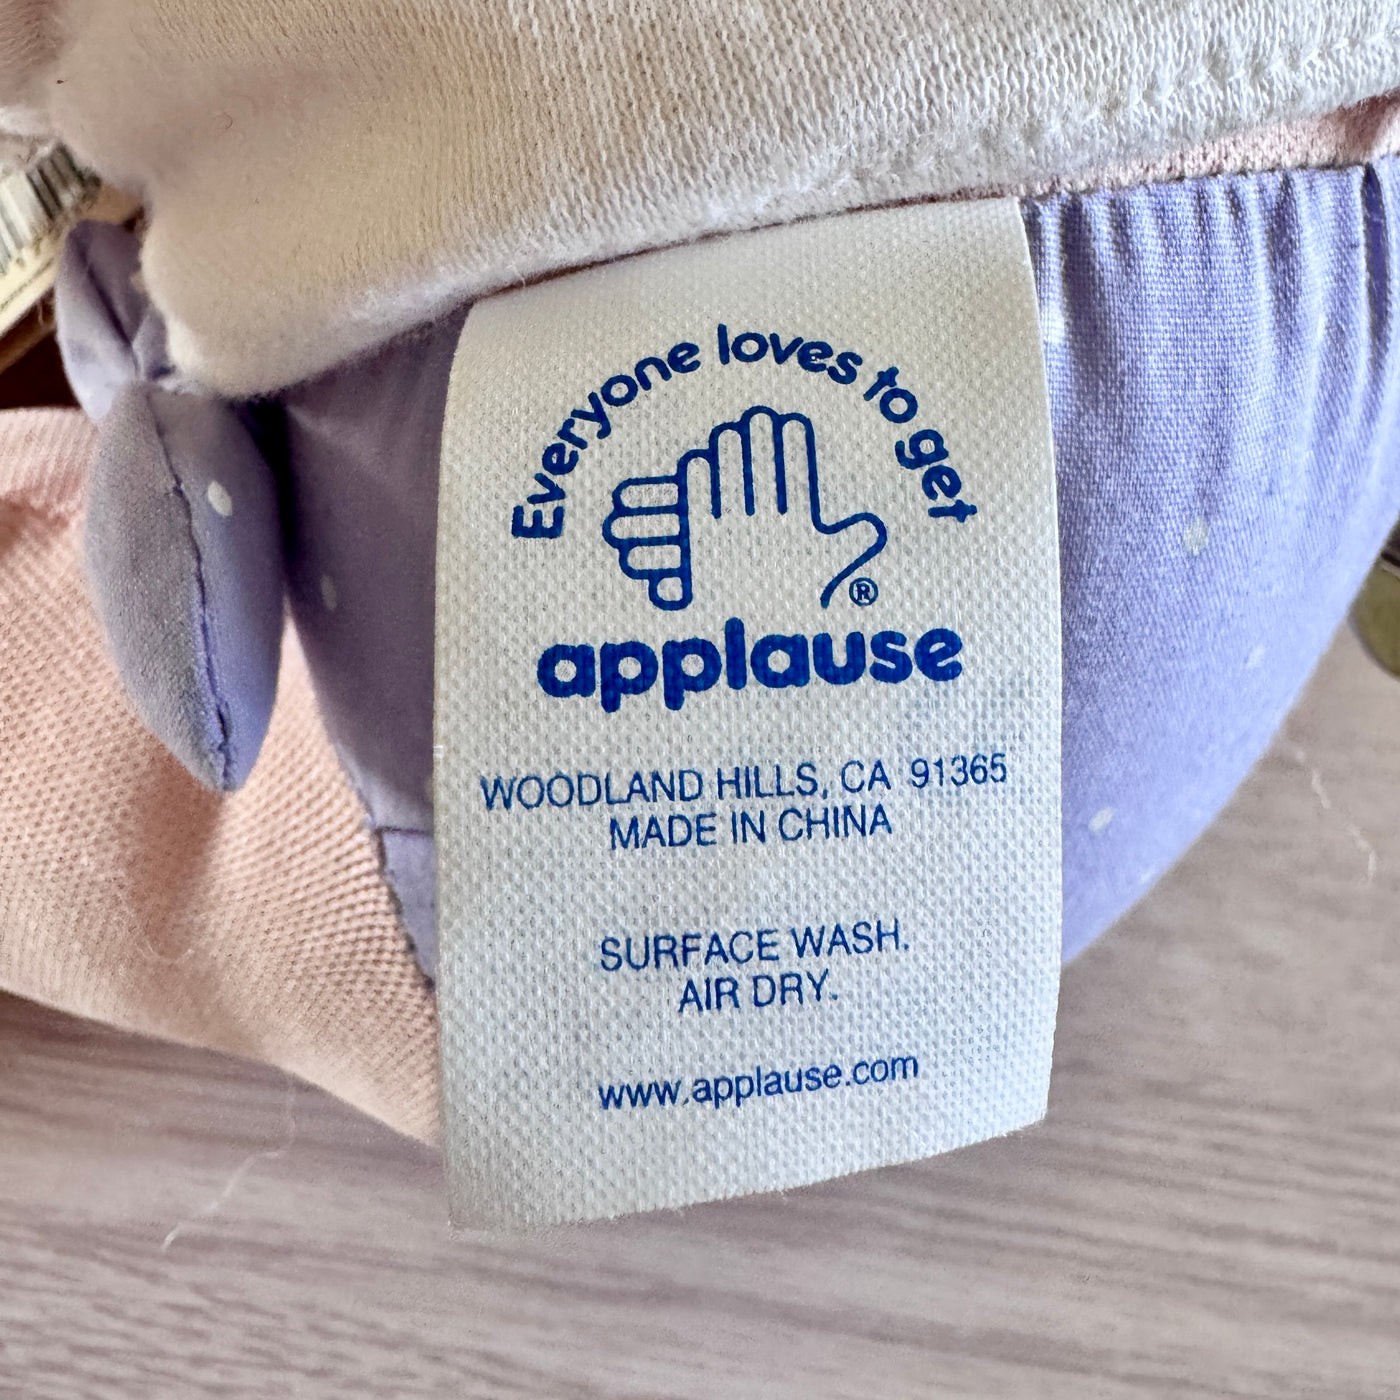 Everyone loves to get
®
applause
WOODLAND HILLS, CA 91365
MADE IN CHINA
SURFACE WASH.
AIR DRY.
www.applause.com